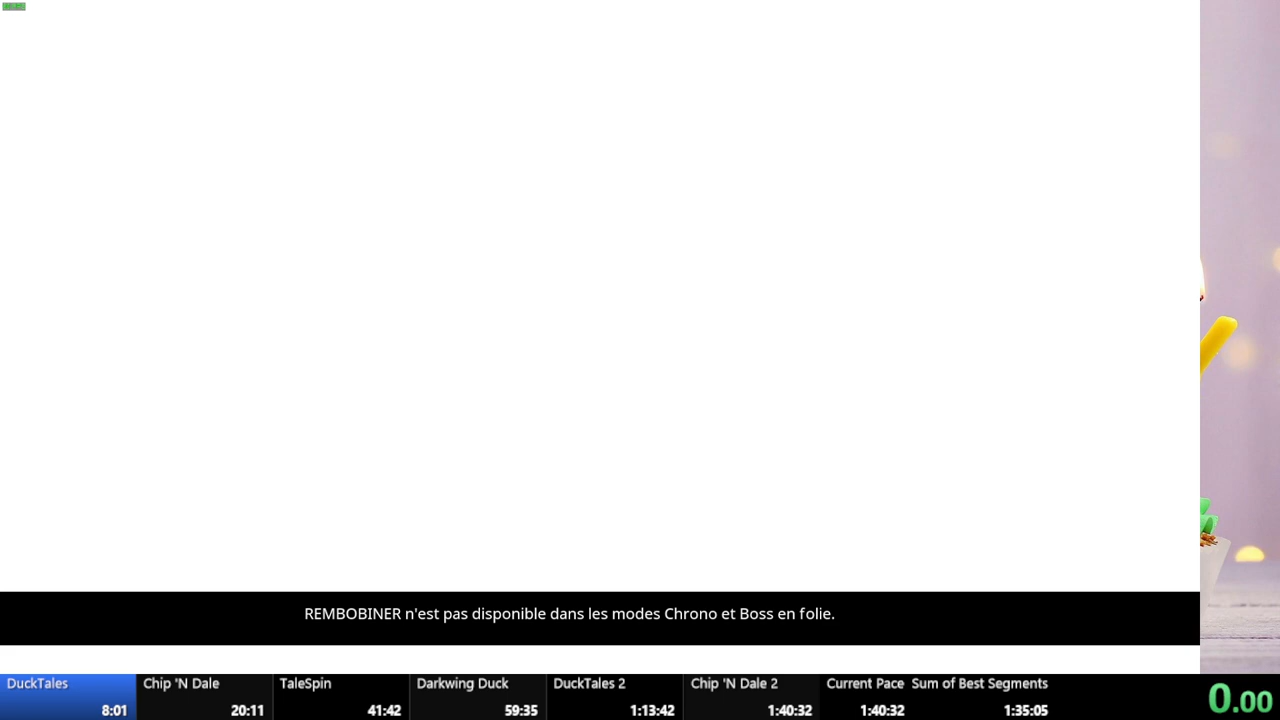 REMBOBINER n'est pas disponible dans les modes Chrono et Boss en folie.
DuckTales Chip 'N Dale TaleSpin Darkwing Duck DuckTales 2 Chip 'N Dale 2 Current Pace Sum of Best Segments
8:01 20:11 41:42 59:35 1:13:42 1:40:32 1:40:32 1:35:05 0.00